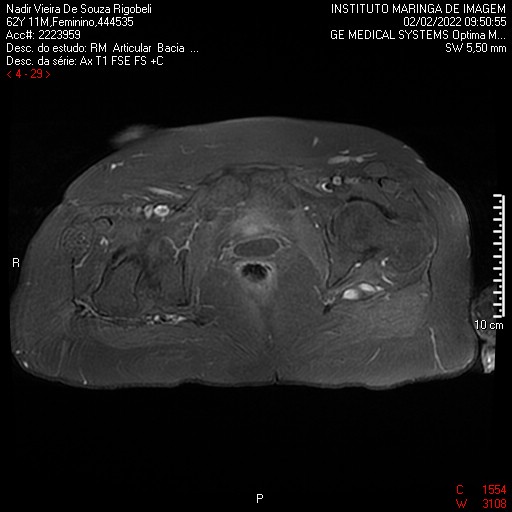 Nadir Vieira De Souza Rigobeli
62Y 11M,Feminino,444535
Acc#: 2223959
Desc. do estudo: RM Articular Bacia ...
Desc. da série: Ax T1 FSE FS +C
< 4 - 29 >
INSTITUTO MARINGA DE IMAGEM
02/02/2022 09:50:55
GE MEDICAL SYSTEMS Optima M...
SW 5,50 mm
R
10 cm
P
C 1554
W 3108